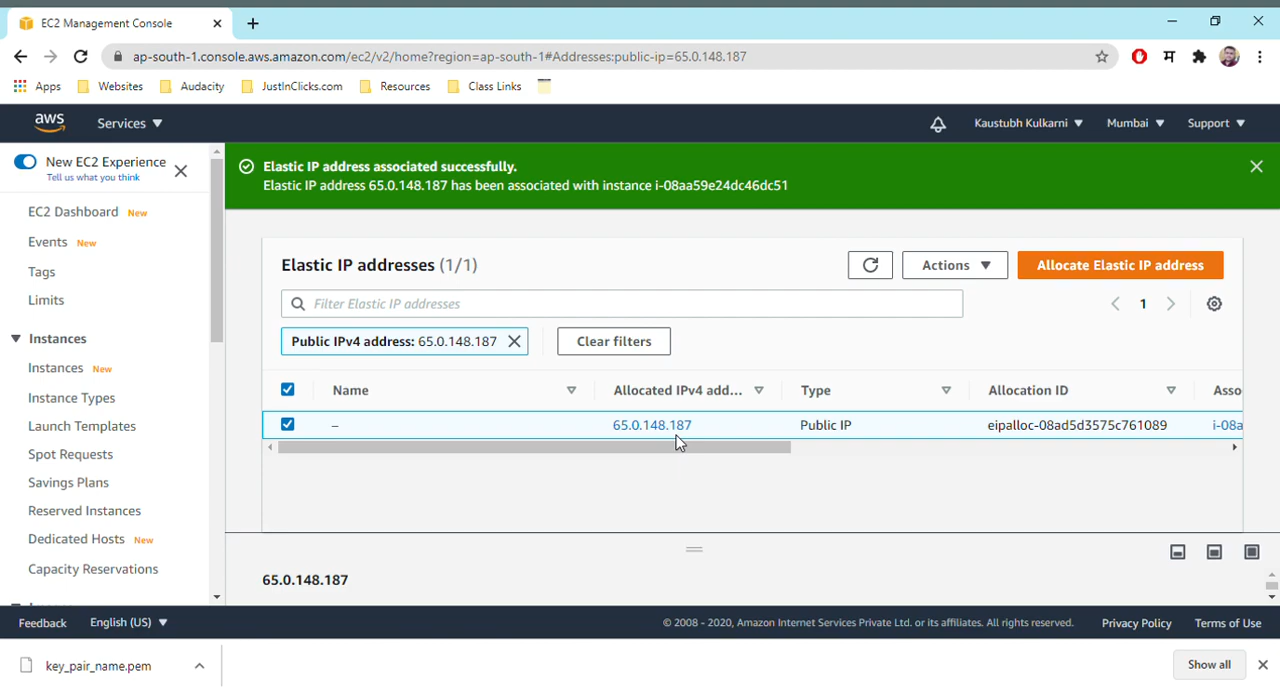 EC2 Management Console
ap-south-1.console.aws.amazon.com/ec2/v2/home?region=ap-south-1#Addresses:public-ip=65.0.148.187
Apps Websites Audacity JustInClicks.com Resources Class Links
aws Services Kaustubh Kulkarni Mumbai Support
New EC2 Experience
Tell us what you think
EC2 Dashboard New
Events New
Tags
Limits
Instances
Instances New
Instance Types
Launch Templates
Spot Requests
Savings Plans
Reserved Instances
Dedicated Hosts New
Capacity Reservations
Elastic IP address associated successfully.
Elastic IP address 65.0.148.187 has been associated with instance i-08aa59e24dc46dc51
Elastic IP addresses (1/1)
Actions
Allocate Elastic IP address
Filter Elastic IP addresses
1
Public IPv4 address: 65.0.148.187
Clear filters
Name Allocated IPv4 add... Type Allocation ID Asso
– 65.0.148.187 Public IP eipalloc-08ad5d3575c761089 i-08a
65.0.148.187
Feedback English (US) © 2008 - 2020, Amazon Internet Services Private Ltd. or its affiliates. All rights reserved. Privacy Policy Terms of Use
key_pair_name.pem Show all